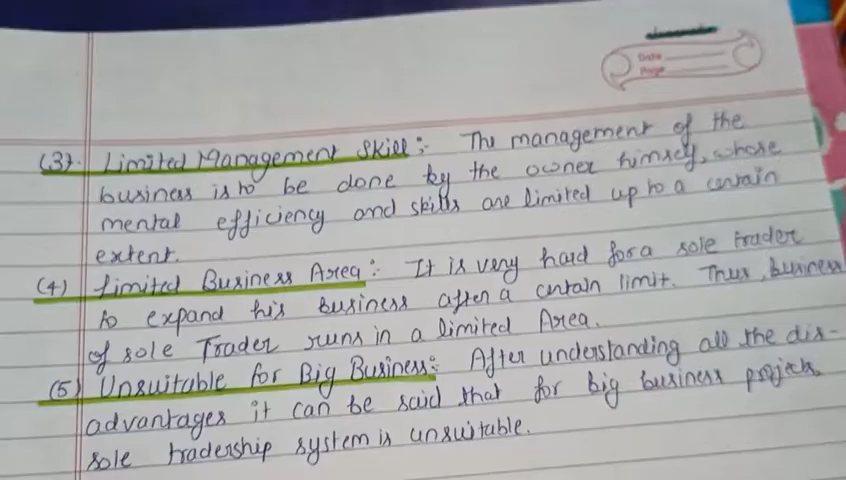 Date
Page
(3). Limited Management Skill:- The management of the
business is to be done by the owner himself, whose
mental efficiency and skills are limited up to a certain
extent.
(4) Limited Business Area: It is very hard for a sole trader
to expand his business after a certain limit. Thus, business
of sole Trader runs in a limited Area.
(5) Unsuitable for Big Business: After understanding all the dis-
advantages it can be said that for big business projects
sole tradership system is unsuitable.